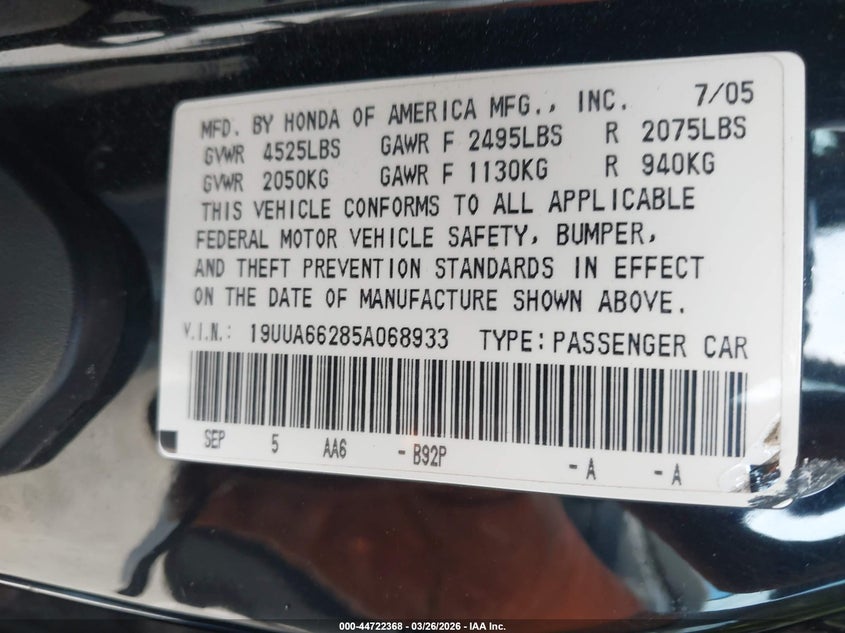 MFD. BY HONDA OF AMERICA MFG., INC. 7/05
GVWR 4525LBS GAWR F 2495LBS R 2075LBS
GVWR 2050KG GAWR F 1130KG R 940KG
THIS VEHICLE CONFORMS TO ALL APPLICABLE
FEDERAL MOTOR VEHICLE SAFETY, BUMPER,
AND THEFT PREVENTION STANDARDS IN EFFECT
ON THE DATE OF MANUFACTURE SHOWN ABOVE.
V.I.N.: 19UUA66285A068933 TYPE: PASSENGER CAR
SEP 5 AA6 - B92P - A - A
000-44722368 - 03/26/2026 - IAA Inc.